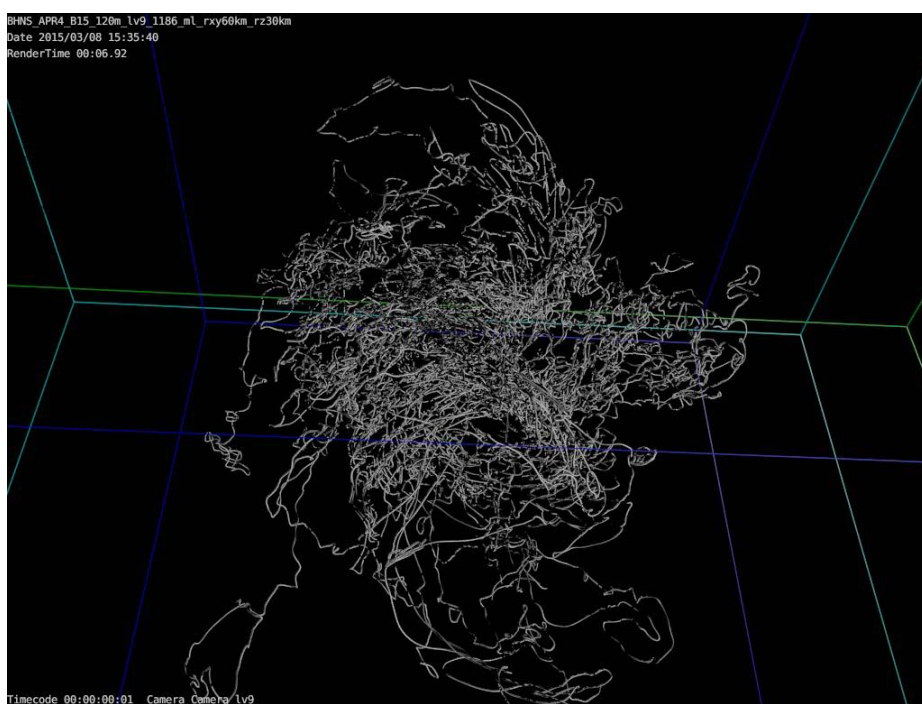 BHNS_APR4_B15_120m_lv9_1186_ml_rxy60km_rz30km
Date 2015/03/08 15:35:40
RenderTime 00:06.92
Timecode 00:00:00:01  Camera Camera_lv9